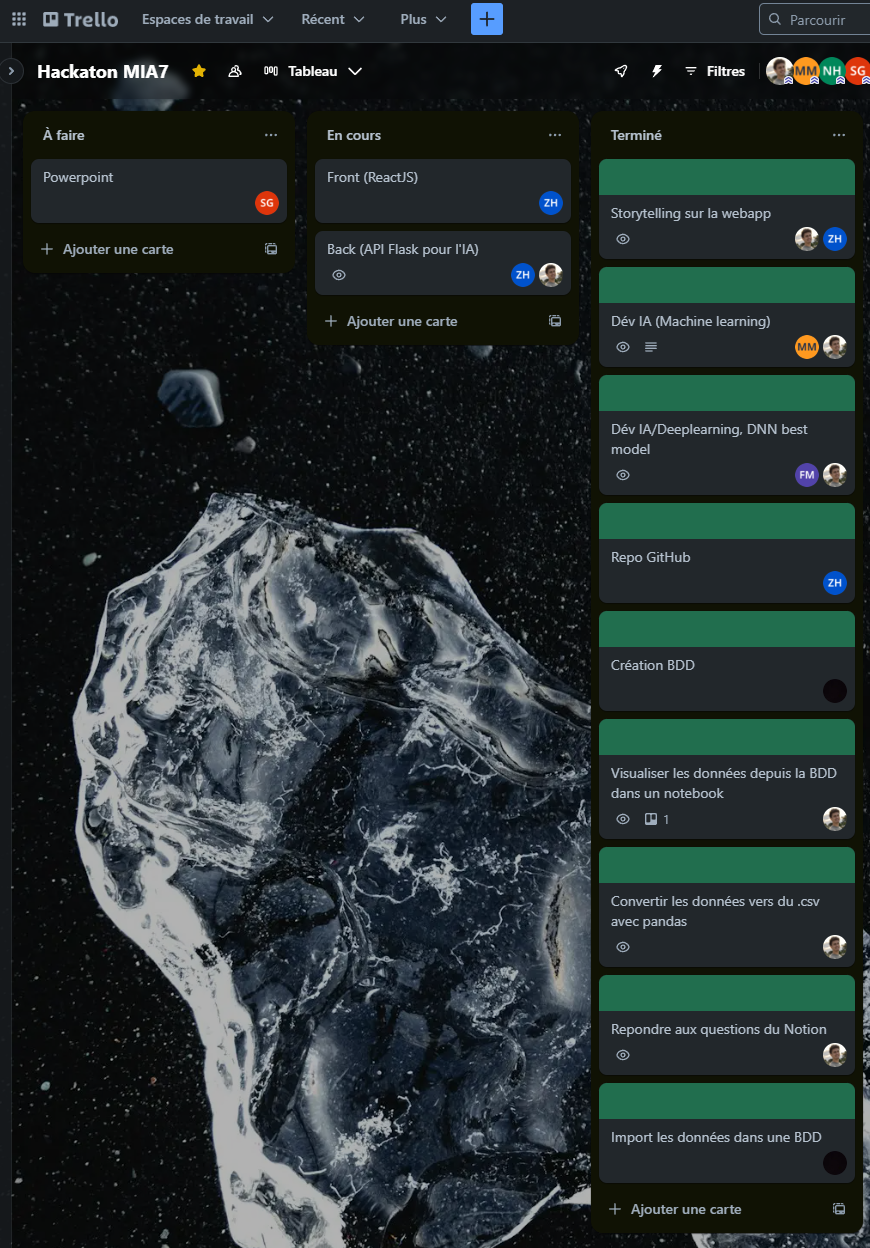 Trello
Espaces de travail
Récent
Plus
Parcourir
Hackaton MIA7
Tableau
Filtres
MM
NH
SG
À faire
Powerpoint
SG
Ajouter une carte
En cours
Front (ReactJS)
ZH
Back (API Flask pour l'IA)
ZH
Ajouter une carte
Terminé
Storytelling sur la webapp
ZH
Dév IA (Machine learning)
MM
Dév IA/Deeplearning, DNN best
model
FM
Repo GitHub
ZH
Création BDD
Visualiser les données depuis la BDD
dans un notebook
1
Convertir les données vers du .csv
avec pandas
Repondre aux questions du Notion
Import les données dans une BDD
Ajouter une carte